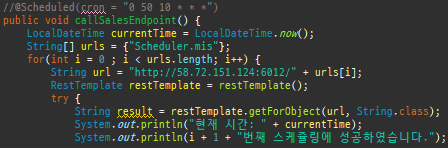 //@Scheduled(cron = "0 50 10 * * *")
public void callSalesEndpoint() {
LocalDateTime currentTime = LocalDateTime.now();
String[] urls = {"Scheduler.mis"};
for(int i = 0 ; i < urls.length; i++) {
String url = "http://58.72.151.124:6012/" + urls[i];
RestTemplate restTemplate = restTemplate();
try {
String result = restTemplate.getForObject(url, String.class);
System.out.println("현재 시간: " + currentTime);
System.out.println(i + 1 + "번째 스케쥴링에 성공하였습니다.");